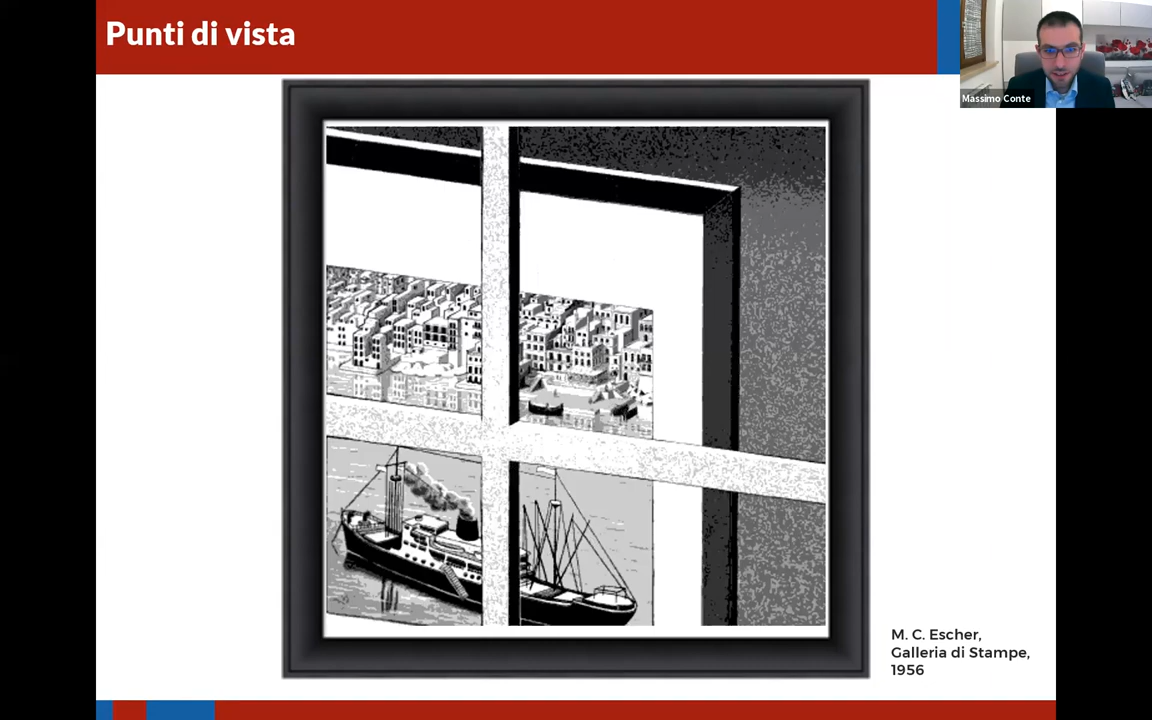 Punti di vista
Massimo Conte
M. C. Escher,
Galleria di Stampe,
1956